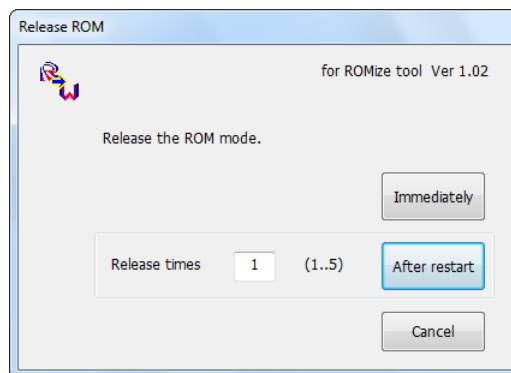 Release ROM
for ROMize tool Ver 1.02
Release the ROM mode.
Immediately
Release times 1 (1..5) After restart
Cancel